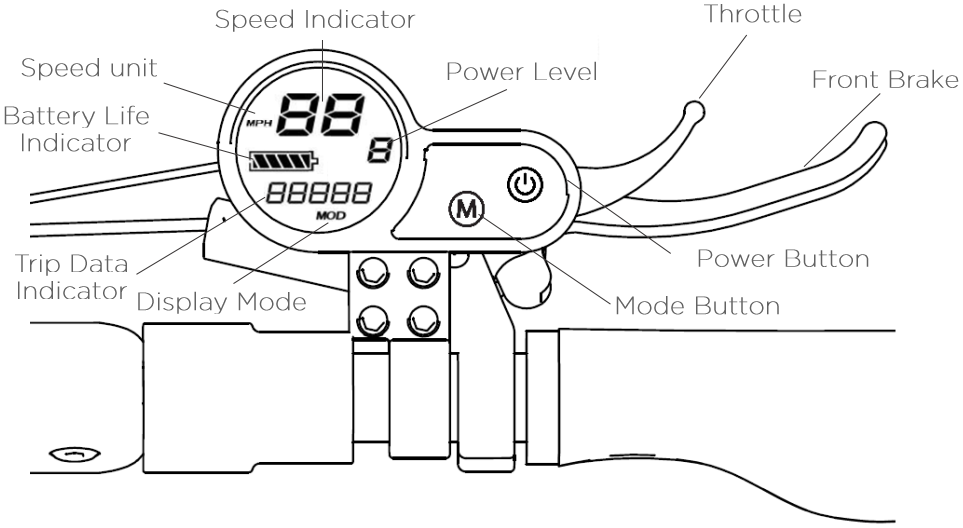 Speed Indicator
Throttle
Speed unit
Power Level
Front Brake
Battery Life
Indicator
MPH
88
8
88888
MOD
M
Trip Data
Indicator
Display Mode
Power Button
Mode Button